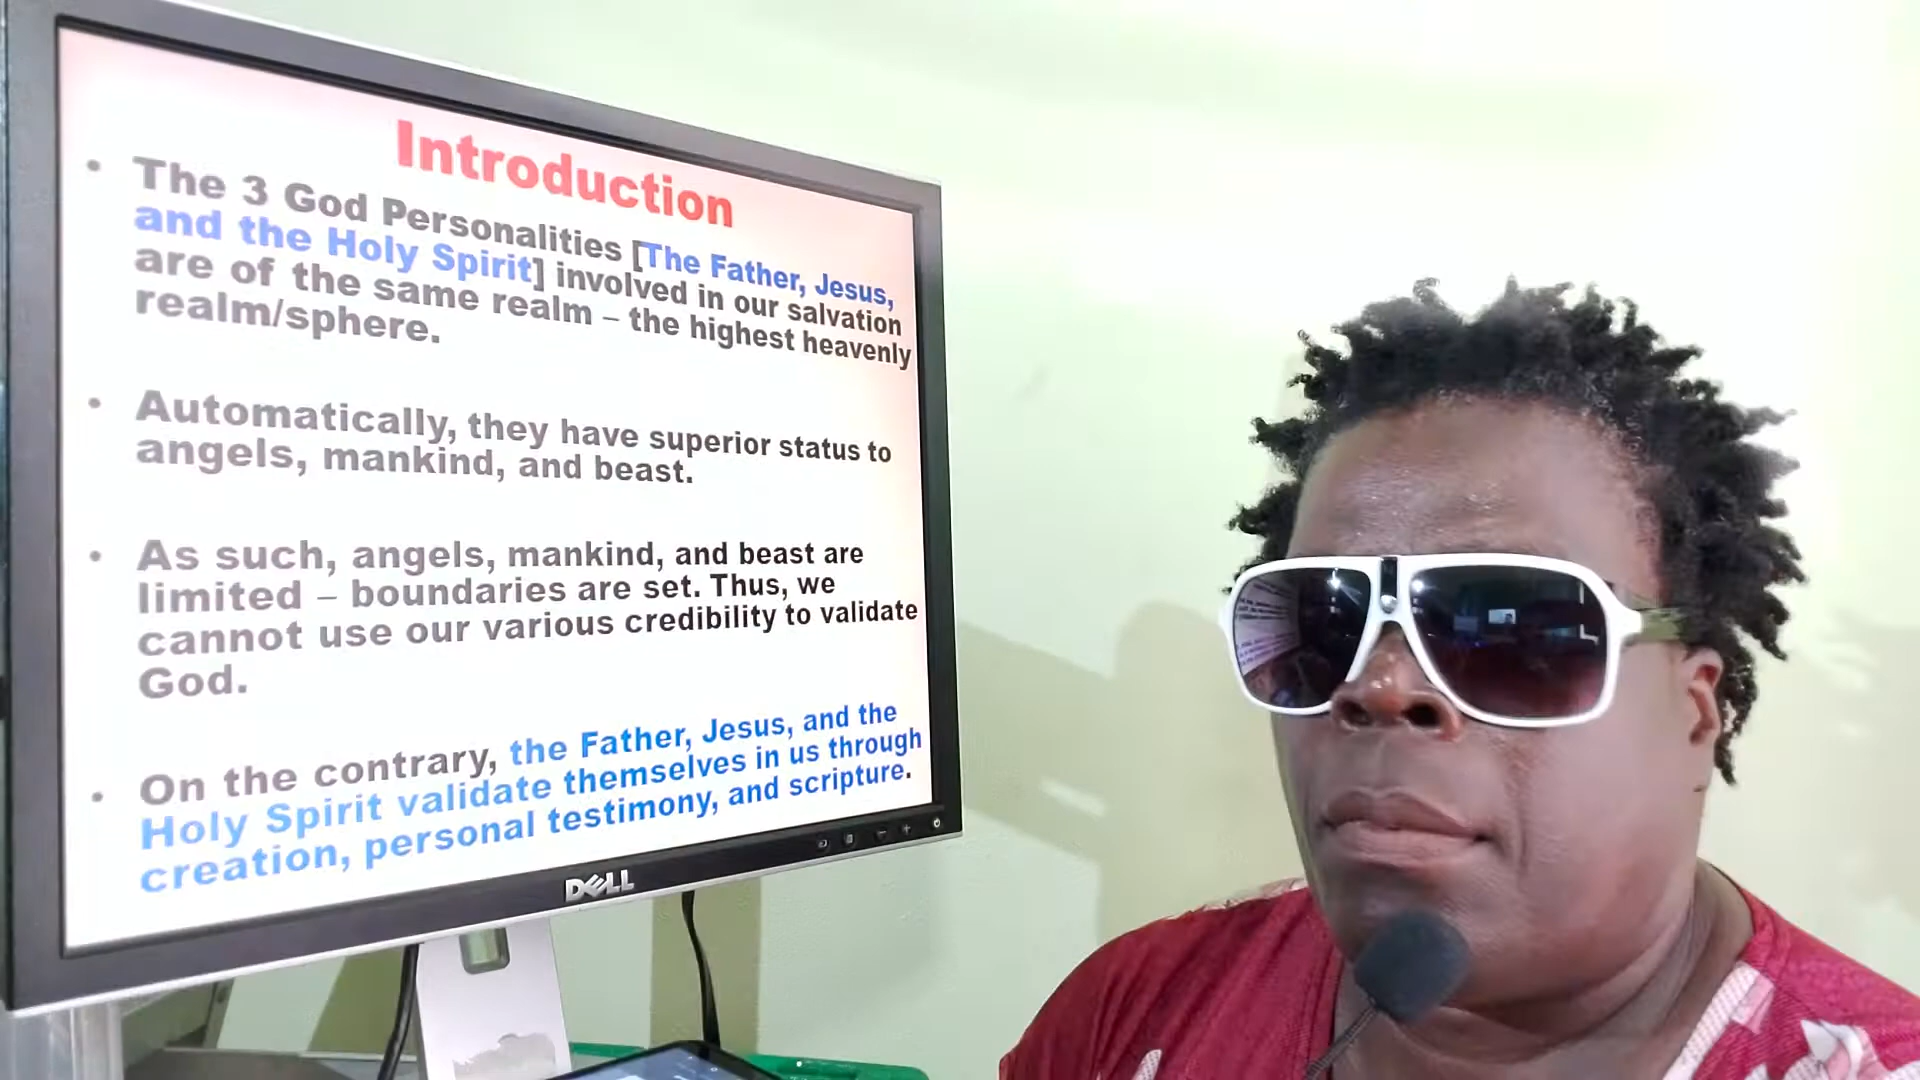 Introduction
• The 3 God Personalities [The Father, Jesus,
and the Holy Spirit] involved in our salvation
are of the same realm – the highest heavenly
realm/sphere.
• Automatically, they have superior status to
angels, mankind, and beast.
• As such, angels, mankind, and beast are
limited – boundaries are set. Thus, we
cannot use our various credibility to validate
God.
• On the contrary, the Father, Jesus, and the
Holy Spirit validate themselves in us through
creation, personal testimony, and scripture.
DELL